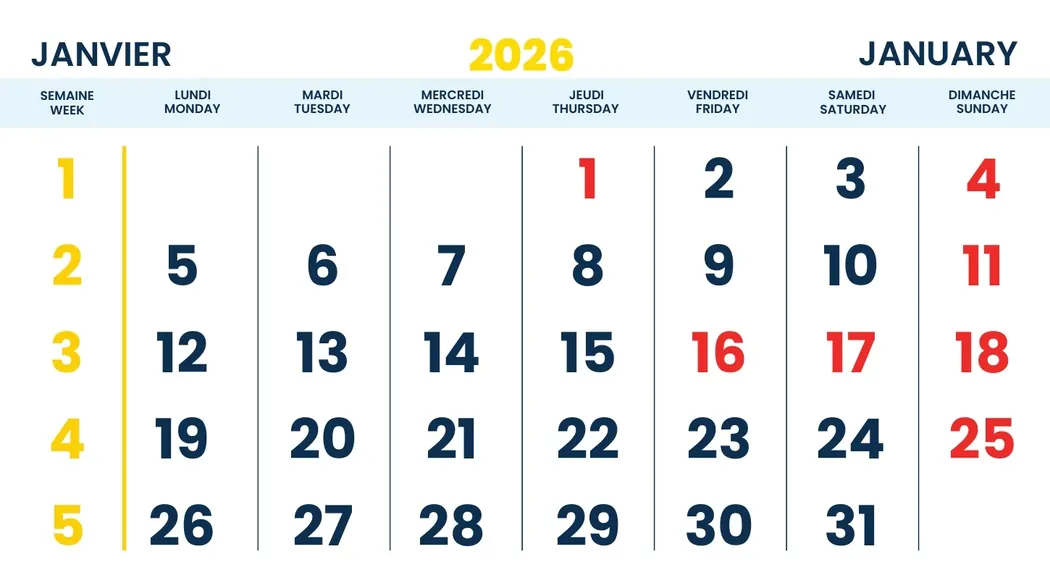 JANVIER 2026 JANUARY
SEMAINE LUNDI MARDI MERCREDI JEUDI VENDREDI SAMEDI DIMANCHE
WEEK MONDAY TUESDAY WEDNESDAY THURSDAY FRIDAY SATURDAY SUNDAY
1 1 2 3 4
2 5 6 7 8 9 10 11
3 12 13 14 15 16 17 18
4 19 20 21 22 23 24 25
5 26 27 28 29 30 31